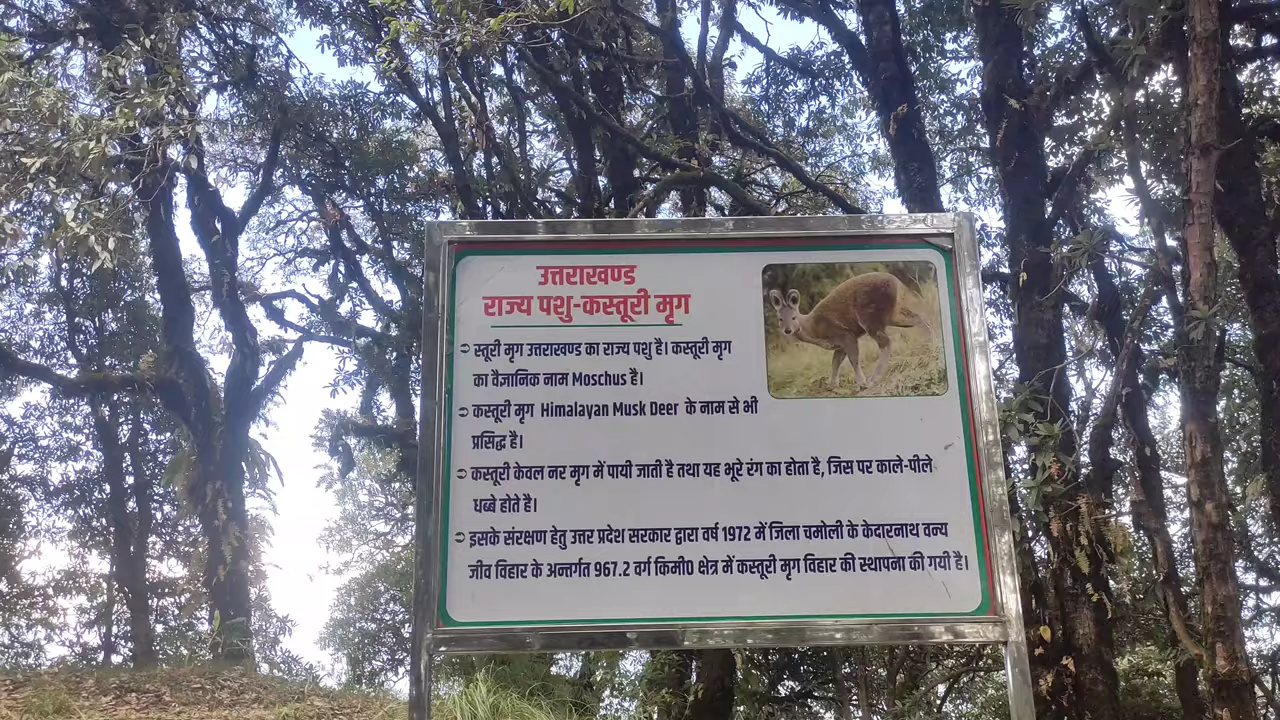 उत्तराखण्ड
राज्य पशु-कस्तूरी मृग
➲ स्तूरी मृग उत्तराखण्ड का राज्य पशु है। कस्तूरी मृग
का वैज्ञानिक नाम Moschus है।
➲ कस्तूरी मृग Himalayan Musk Deer के नाम से भी
प्रसिद्ध है।
➲ कस्तूरी केवल नर मृग में पायी जाती है तथा यह भूरे रंग का होता है, जिस पर काले-पीले
धब्बे होते है।
➲ इसके संरक्षण हेतु उत्तर प्रदेश सरकार द्वारा वर्ष 1972 में जिला चमोली के केदारनाथ वन्य
जीव विहार के अन्तर्गत 967.2 वर्ग किमी0 क्षेत्र में कस्तूरी मृग विहार की स्थापना की गयी है।